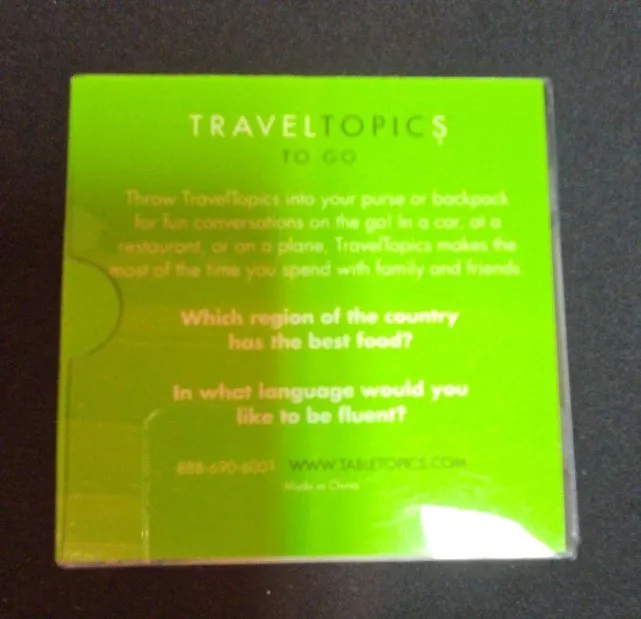 TRAVELTOPICS
TO GO
Throw TravelTopics into your purse or backpack
for fun conversations on the go! In a car, at a
restaurant, or on a plane, TravelTopics makes the
most of the time you spend with family and friends.
Which region of the country
has the best food?
In what language would you
like to be fluent?
888-690-6001 WWW.TABLETOPICS.COM
Made in China